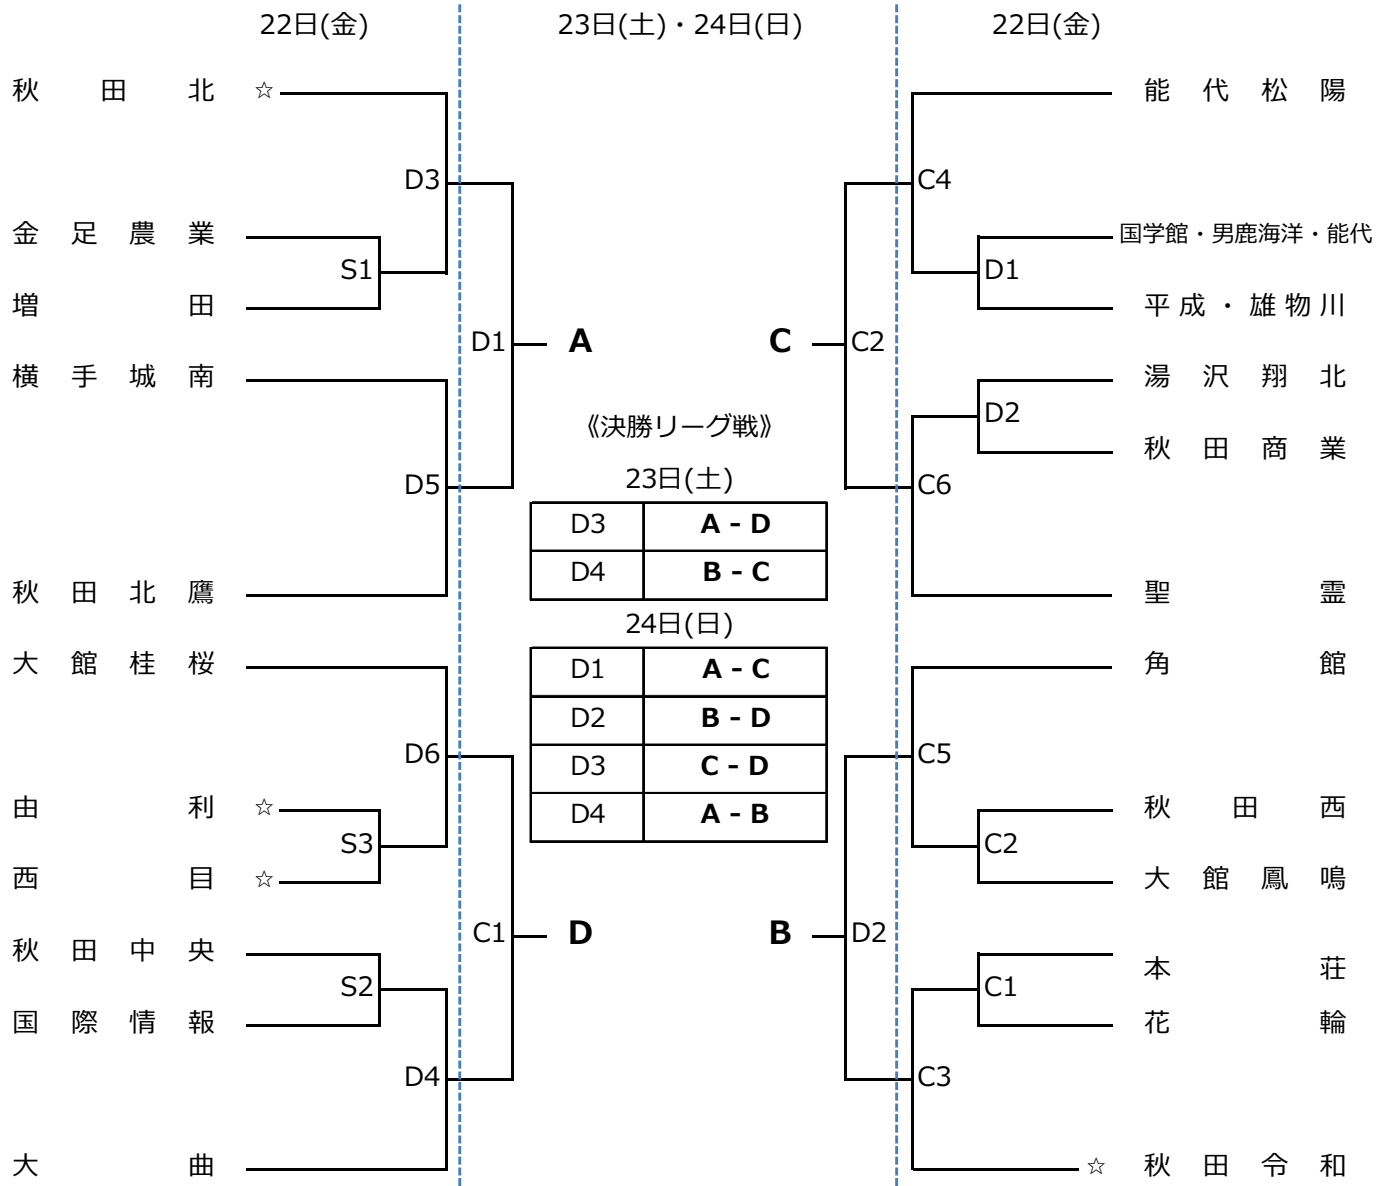 22日(金) 23日(土)・24日(日) 22日(金)
秋田北 ☆ 能代松陽
D3 C4
金足農業 国学館・男鹿海洋・能代
S1 D1
増田 平成・雄物川
D1 A C C2
横手城南 湯沢翔北
D2
《決勝リーグ戦》
秋田商業
23日(土)
D5 C6
D3 A - D
D4 B - C
秋田北鷹 聖霊
24日(日)
大館桂桜 角館
D1 A - C
D2 B - D
D6 C5
D3 C - D
D4 A - B
由利 ☆ 秋田西
S3 C2
西目 ☆ 大館鳳鳴
C1 D B D2
秋田中央 本荘
S2 C1
国際情報 花輪
D4 C3
大曲 ☆ 秋田令和